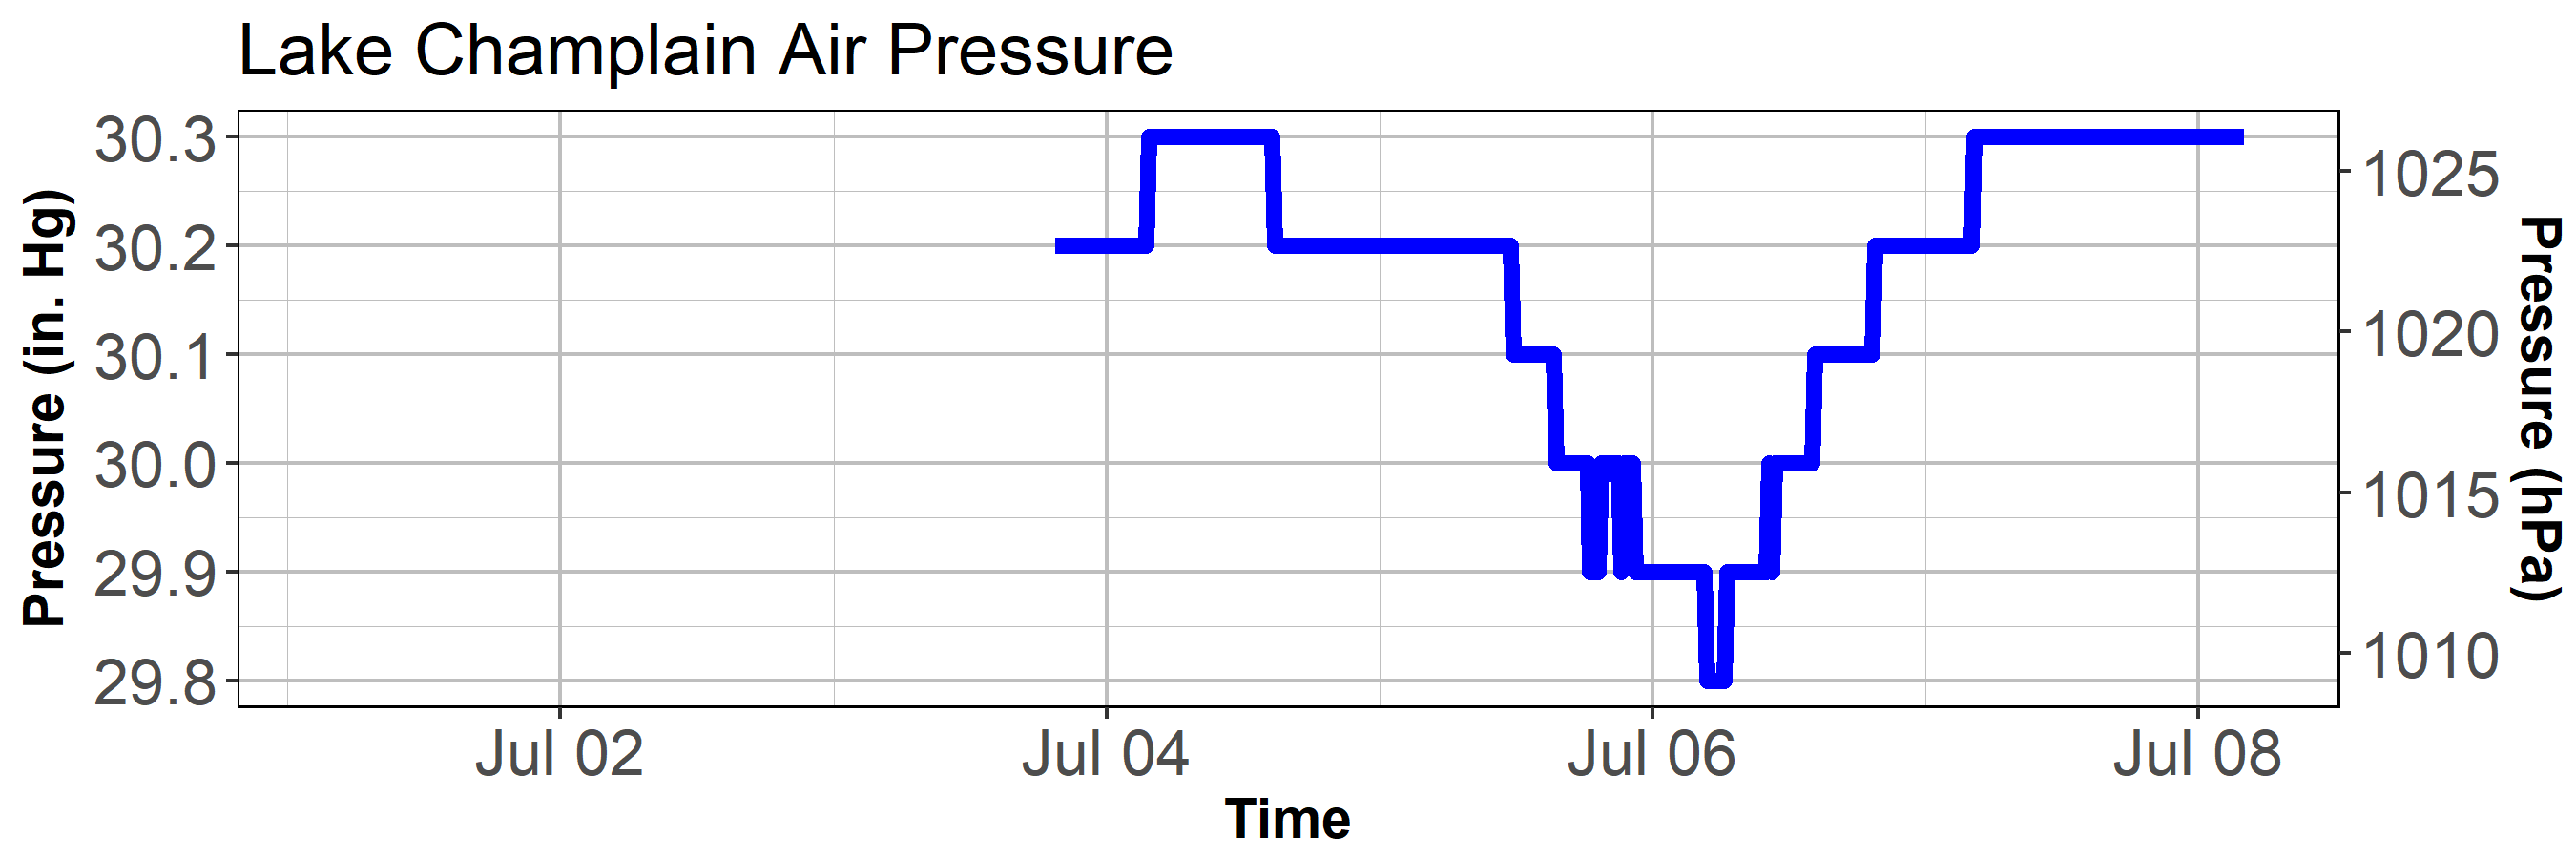 Lake Champlain Air Pressure
30.3
30.2
30.1
30.0
29.9
29.8
Pressure (in. Hg)
1025
1020
1015
1010
Pressure (hPa)
Jul 02
Jul 04
Jul 06
Jul 08
Time